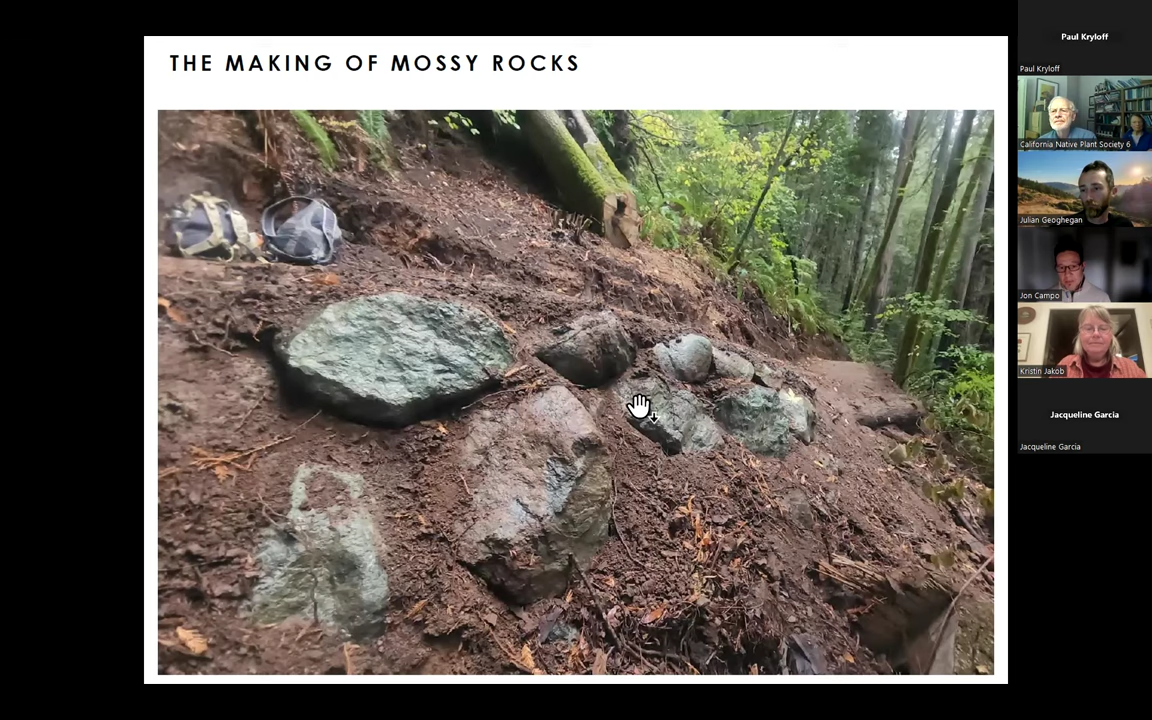 THE MAKING OF MOSSY ROCKS
Paul Kryloff
Paul Kryloff
California Native Plant Society 6
Julian Geoghegan
Jon Campo
Kristin Jakob
Jacqueline Garcia
Jacqueline Garcia